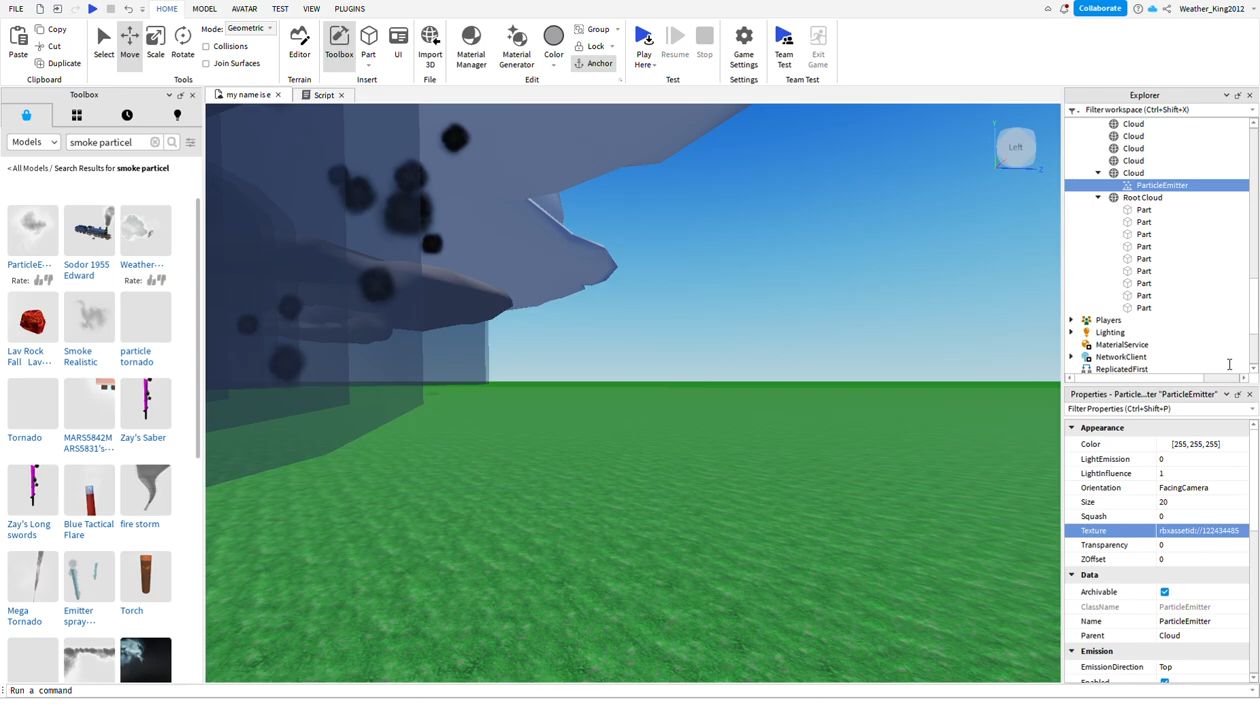 FILE
HOME MODEL AVATAR TEST VIEW PLUGINS
Collaborate
Weather_King2012
Paste
Copy
Cut
Duplicate
Clipboard
Select
Move
Scale
Rotate
Mode: Geometric
Collisions
Join Surfaces
Tools
Editor
Terrain
Toolbox
Part
UI
Insert
Import
3D
File
Material
Manager
Material
Generator
Color
Group
Lock
Anchor
Edit
Play
Here
Resume
Stop
Test
Game
Settings
Settings
Team
Test
Exit
Game
Team Test
Toolbox
Models
smoke particel
< All Models / Search Results for smoke particel
ParticleE···
Rate:
Sodor 1955
Edward
Weather···
Rate:
Lav Rock
Fall Lav···
Smoke
Realistic
particle
tornado
Tornado
MARS5842M
ARS5831's···
Zay's Saber
Zay's Long
swords
Blue Tactical
Flare
fire storm
Mega
Tornado
Emitter
spray···
Torch
my name is e
Script
Left
Y
Z
Explorer
Filter workspace (Ctrl+Shift+X)
Cloud
Cloud
Cloud
Cloud
Cloud
ParticleEmitter
Root Cloud
Part
Part
Part
Part
Part
Part
Part
Part
Part
Players
Lighting
MaterialService
NetworkClient
ReplicatedFirst
Properties - Particle...ter "ParticleEmitter"
Filter Properties (Ctrl+Shift+P)
Appearance
Color [255, 255, 255]
LightEmission 0
LightInfluence 1
Orientation FacingCamera
Size 20
Squash 0
Texture rbxassetid://122434485
Transparency 0
ZOffset 0
Data
Archivable
ClassName ParticleEmitter
Name ParticleEmitter
Parent Cloud
Emission
EmissionDirection Top
Enabled
Run a command